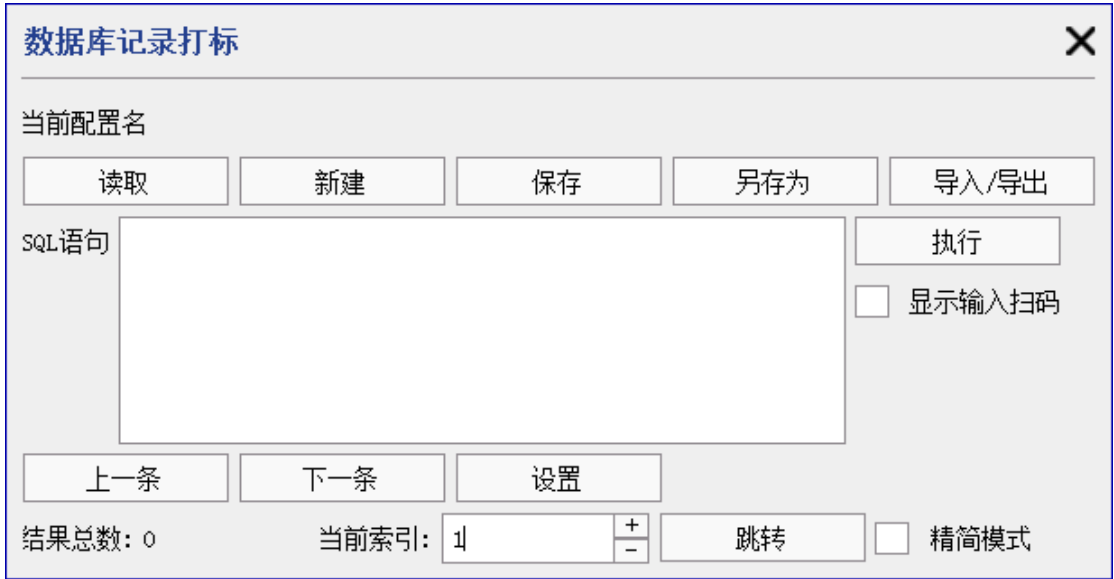 数据库记录打标
当前配置名
读取 新建 保存 另存为 导入/导出
SQL语句 执行
显示输入扫码
上一条 下一条 设置
结果总数: 0 当前索引: 1 + - 跳转 精简模式